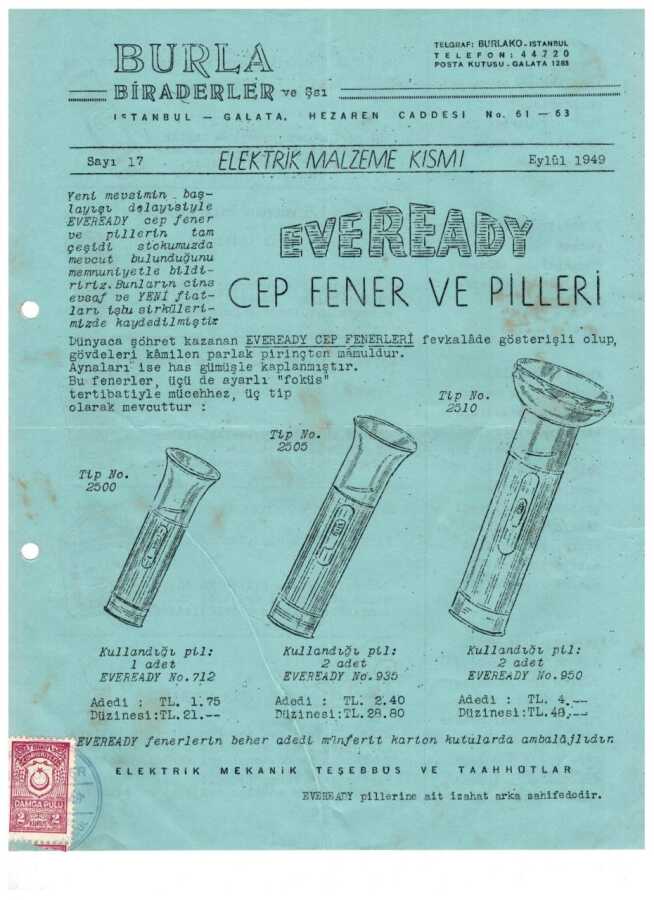 BURLA
BİRADERLER ve Şsı
TELGRAF: BURLAKO - ISTANBUL
TELEFON: 44720
POSTA KUTUSU - GALATA 1285
ISTANBUL — GALATA, HEZAREN CADDESİ No. 61 — 63
Sayı 17
ELEKTRİK MALZEME KISMI
Eylûl 1949
Yeni mevsimin baş-
layışı dolayısiyle
EVEREADY cep fener
ve pillerin tam
çeşidi stokumuzda
mevcut bulunduğunu
memnuniyetle bildi-
ririz. Bunların cins
evsaf ve YENİ fiat-
ları işbu sirküleri-
mizde kaydedilmiştir
EVEREADY
CEP FENER VE PİLLERİ
Dünyaca şöhret kazanan EVEREADY CEP FENERLERİ fevkalâde gösterişli olup,
gövdeleri kâmilen parlak pirinçten mamuldur.
Aynaları ise has gümüşle kaplanmıştır.
Bu fenerler, üçü de ayarlı "foküs"
tertibatiyle mücehhez, üç tip
olarak mevcuttur :
Tip No.
2500
Tip No.
2505
Tip No.
2510
Kullandığı pil:
1 adet
EVEREADY No.712
Adedi : TL. 1.75
Düzinesi:TL.21.--
Kullandığı pil:
2 adet
EVEREADY No.935
Adedi : TL. 2.40
Düzinesi:TL.28.80
Kullandığı pil:
2 adet
EVEREADY No.950
Adedi : TL. 4.--
Düzinesi:TL.48.--
EVEREADY fenerlerin beher adedi münferit karton kutularda ambalâjlıdır.
ELEKTRİK MEKANİK TEŞEBBÜS VE TAAHHÜTLAR
EVEREADY pillerine ait izahat arka sahifededir.
DAMGA PULU
2 2